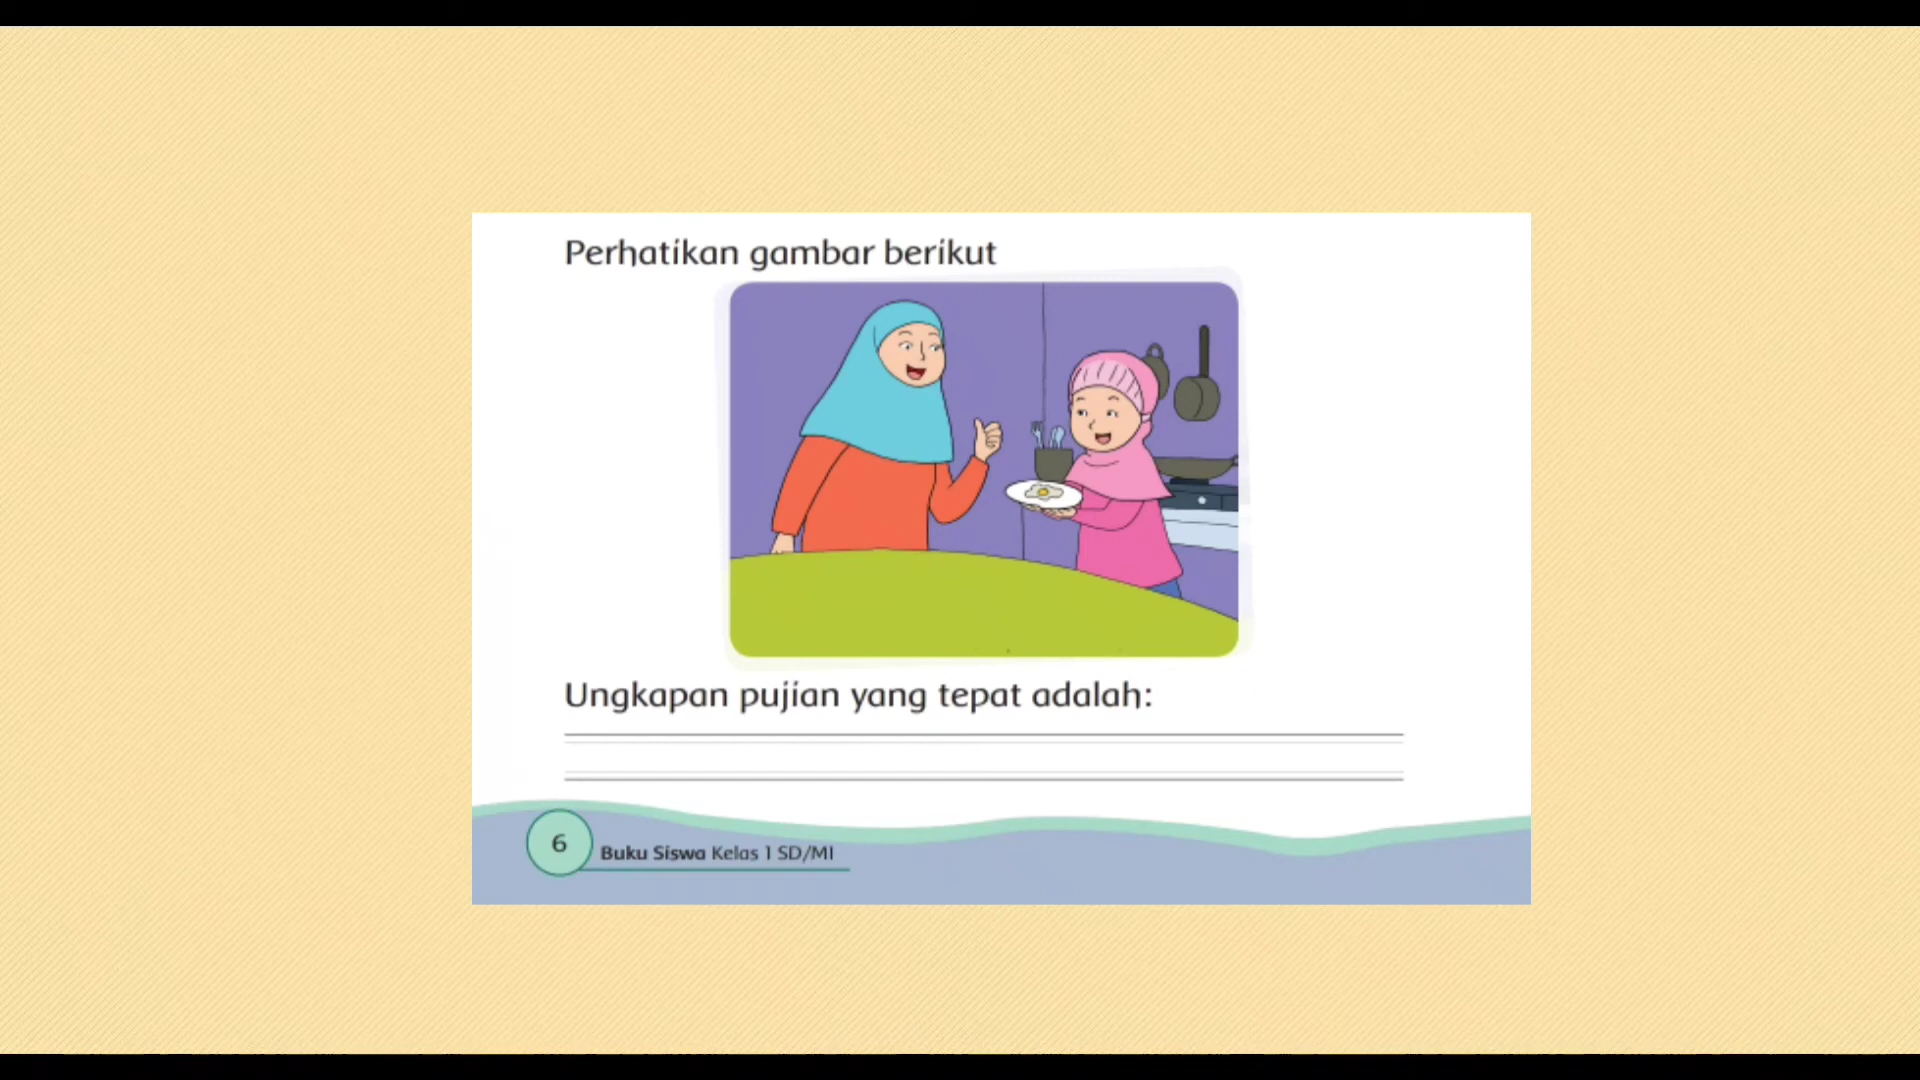 Perhatikan gambar berikut
Ungkapan pujian yang tepat adalah:
6
Buku Siswa Kelas 1 SD/MI